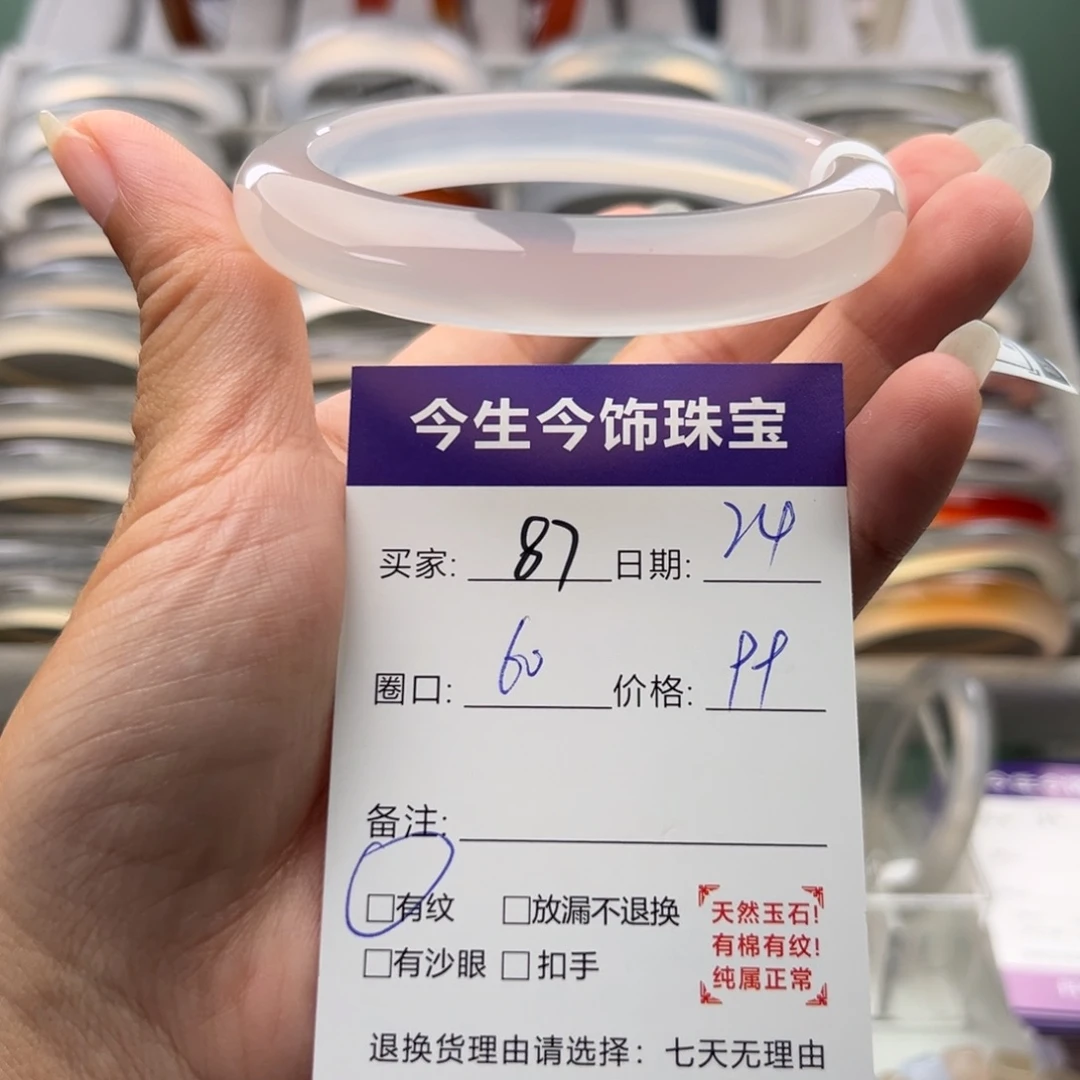 今生今饰珠宝
买家: 87 日期: 24
圈口: 60 价格: 99
备注:
□有纹 □放漏不退换
□有沙眼 □ 扣手
天然玉石!
有棉有纹!
纯属正常
退换货理由请选择: 七天无理由